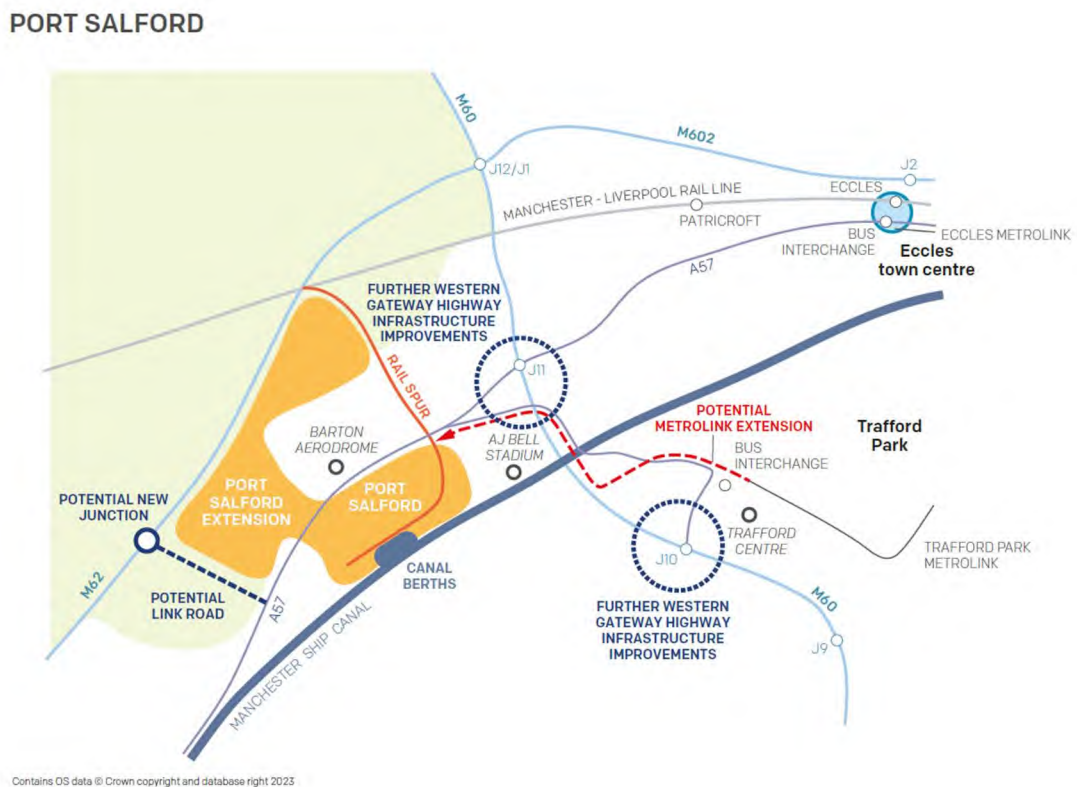 PORT SALFORD
M60
M602
J12/J1
J2
ECCLES
MANCHESTER - LIVERPOOL RAIL LINE
PATRICROFT
BUS
INTERCHANGE
ECCLES METROLINK
Eccles
town centre
A57
FURTHER WESTERN
GATEWAY HIGHWAY
INFRASTRUCTURE
IMPROVEMENTS
RAIL SPUR
J11
POTENTIAL
METROLINK EXTENSION
Trafford
Park
BARTON
AERODROME
AJ BELL
STADIUM
BUS
INTERCHANGE
POTENTIAL NEW
JUNCTION
PORT
SALFORD
EXTENSION
PORT
SALFORD
TRAFFORD
CENTRE
J10
TRAFFORD PARK
METROLINK
CANAL
BERTHS
M62
POTENTIAL
LINK ROAD
A57
MANCHESTER SHIP CANAL
FURTHER WESTERN
GATEWAY HIGHWAY
INFRASTRUCTURE
IMPROVEMENTS
M60
J9
Contains OS data © Crown copyright and database right 2023